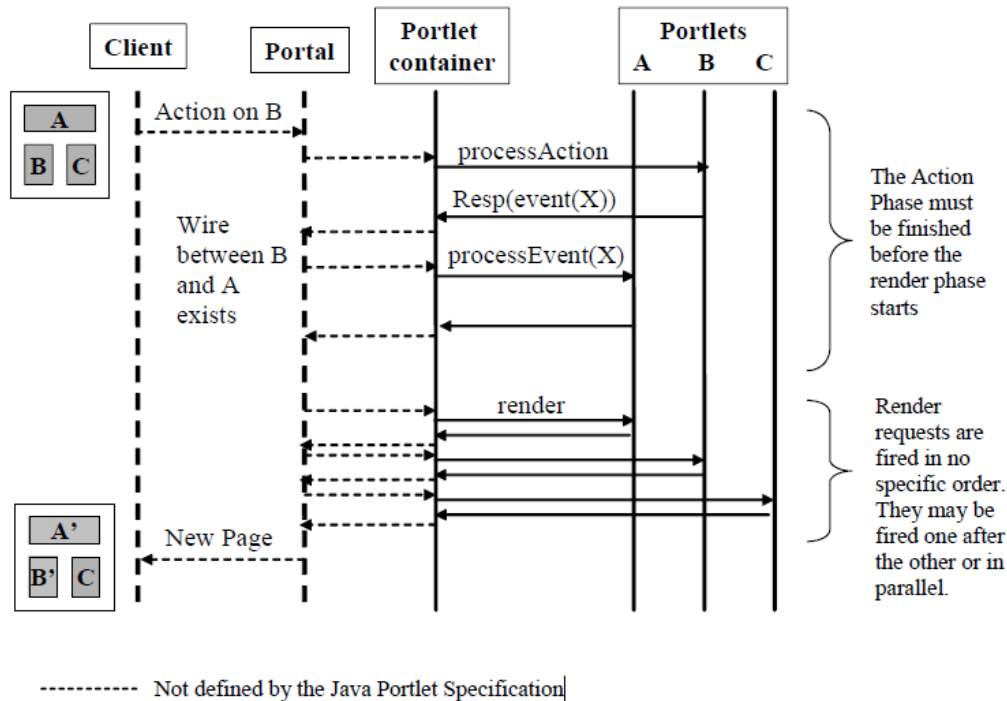 Client
Portal
Portlet
container
Portlets
A B C
A
B C
Action on B
processAction
Resp(event(X))
Wire
between B
and A
exists
processEvent(X)
The Action
Phase must
be finished
before the
render phase
starts
render
Render
requests are
fired in no
specific order.
They may be
fired one after
the other or in
parallel.
A’
B’ C
New Page
Not defined by the Java Portlet Specification